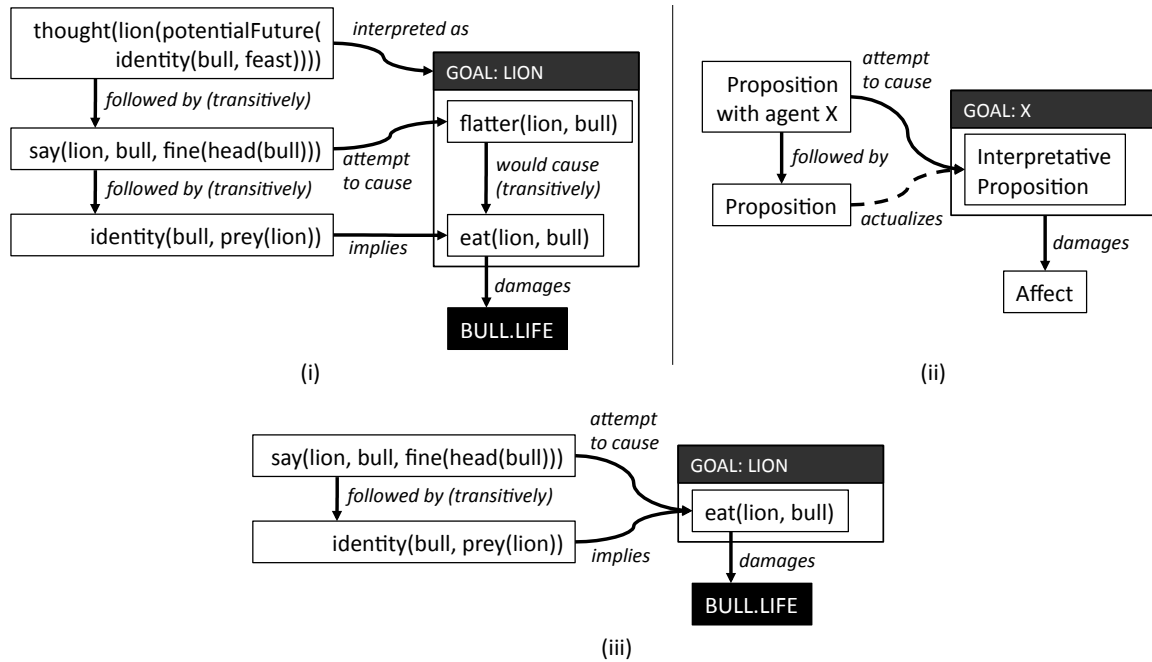 thought(lion(potentialFuture(
identity(bull, feast))))
interpreted as
GOAL: LION
followed by (transitively)
flatter(lion, bull)
say(lion, bull, fine(head(bull)))
attempt
to cause
would cause
(transitively)
followed by (transitively)
identity(bull, prey(lion))
implies
eat(lion, bull)
damages
BULL.LIFE
(i)
attempt
to cause
Proposition
with agent X
GOAL: X
followed by
Interpretative
Proposition
Proposition
actualizes
damages
Affect
(ii)
attempt
to cause
say(lion, bull, fine(head(bull)))
GOAL: LION
followed by (transitively)
eat(lion, bull)
identity(bull, prey(lion))
implies
damages
BULL.LIFE
(iii)